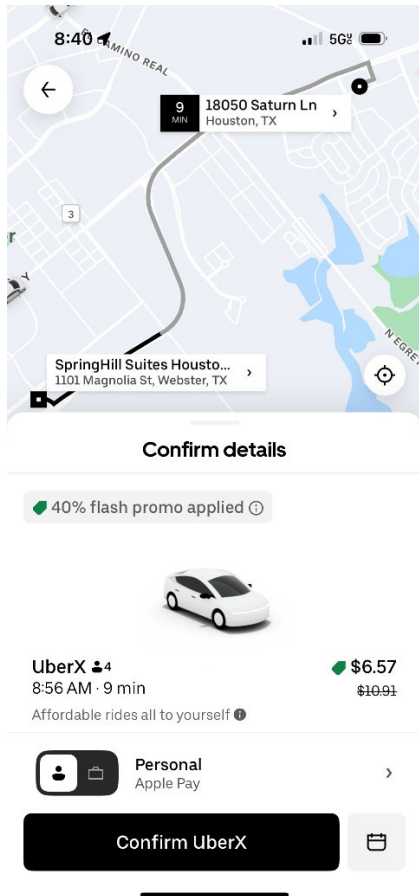 8:40
5G
EL CAMINO REAL
9
MIN
18050 Saturn Ln
Houston, TX
3
SpringHill Suites Housto...
1101 Magnolia St, Webster, TX
N EGRET
Confirm details
40% flash promo applied
UberX 4
$6.57
8:56 AM · 9 min
$10.91
Affordable rides all to yourself
Personal
Apple Pay
Confirm UberX